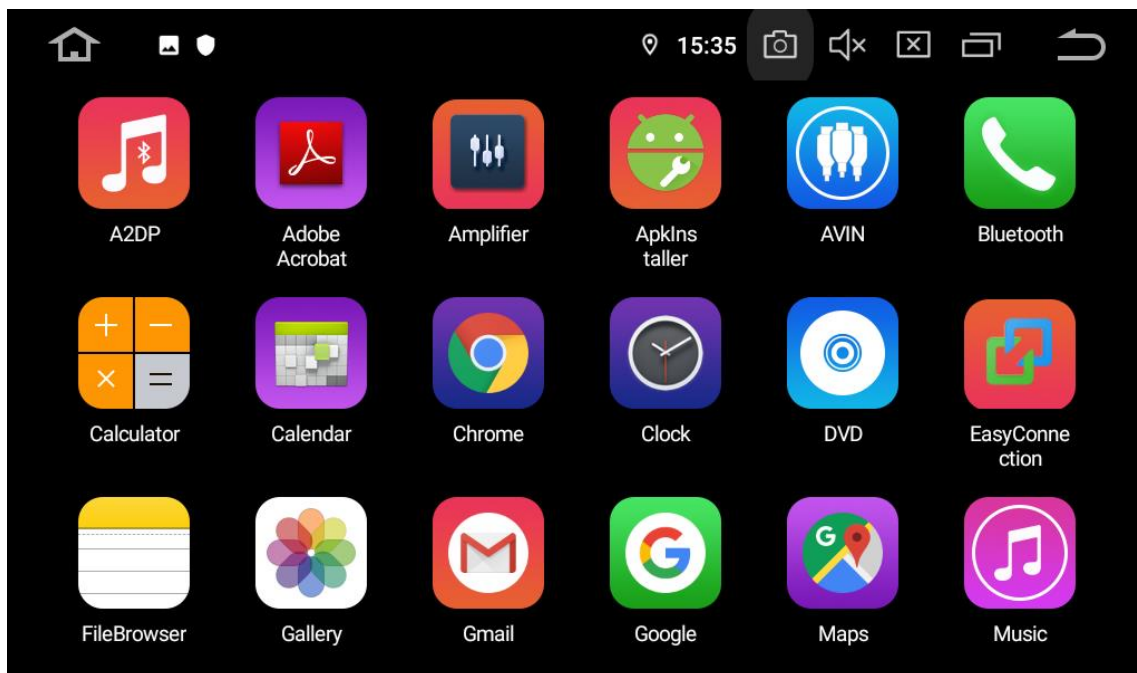 15:35
A2DP
Adobe
Acrobat
Amplifier
ApkIns
taller
AVIN
Bluetooth
Calculator
Calendar
Chrome
Clock
DVD
EasyConne
ction
FileBrowser
Gallery
Gmail
Google
Maps
Music